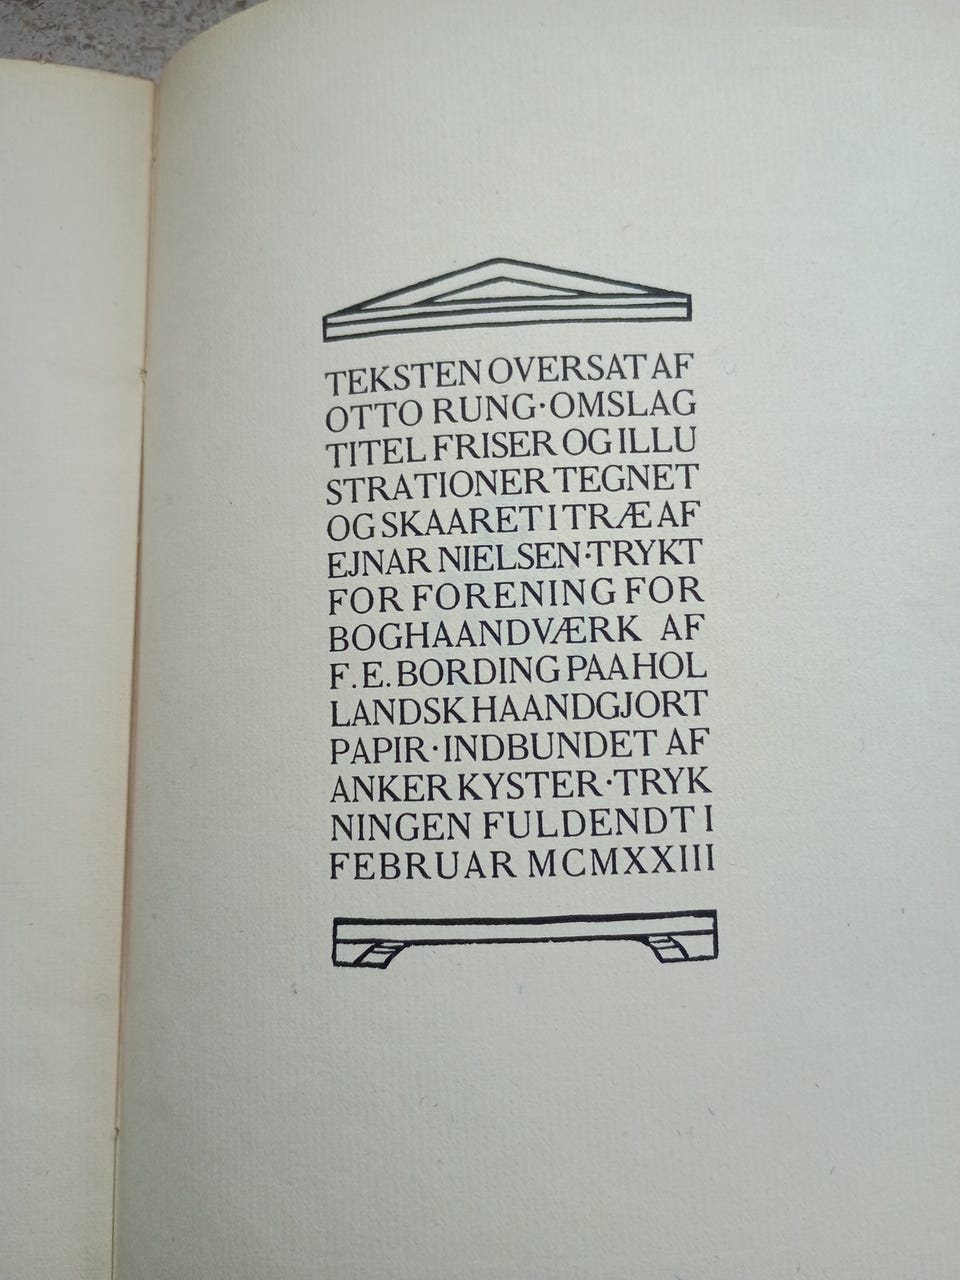 TEKSTEN OVERSAT AF
OTTO RUNG·OMSLAG
TITEL FRISER OG ILLU
STRATIONER TEGNET
OG SKAARET I TRÆ AF
EJNAR NIELSEN·TRYKT
FOR FORENING FOR
BOGHAANDVÆRK AF
F.E. BORDING PAA HOL
LANDSK HAANDGJORT
PAPIR·INDBUNDET AF
ANKER KYSTER·TRYK
NINGEN FULDENDT I
FEBRUAR MCMXXIII